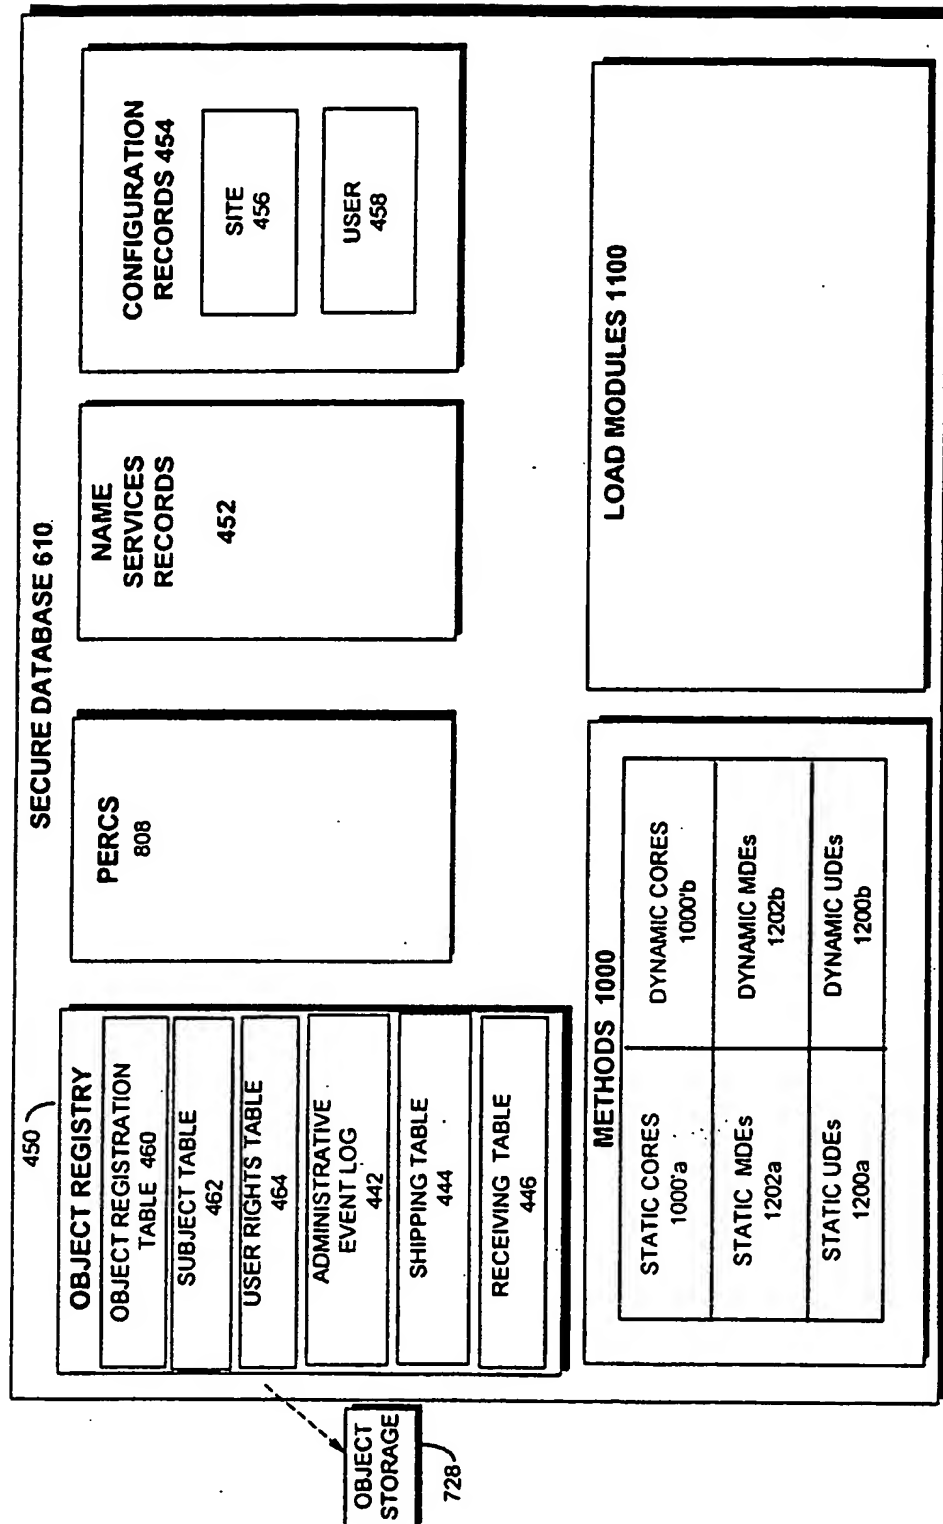 SECURE DATABASE 610
450
OBJECT REGISTRY
OBJECT REGISTRATION
TABLE 460
SUBJECT TABLE
462
USER RIGHTS TABLE
464
ADMINISTRATIVE
EVENT LOG
442
SHIPPING TABLE
444
RECEIVING TABLE
446
PERCS
808
NAME
SERVICES
RECORDS
452
CONFIGURATION
RECORDS 454
SITE
456
USER
458
OBJECT
STORAGE
728
METHODS 1000
STATIC CORES
1000'a
DYNAMIC CORES
1000'b
STATIC MDEs
1202a
DYNAMIC MDEs
1202b
STATIC UDEs
1200a
DYNAMIC UDEs
1200b
LOAD MODULES 1100